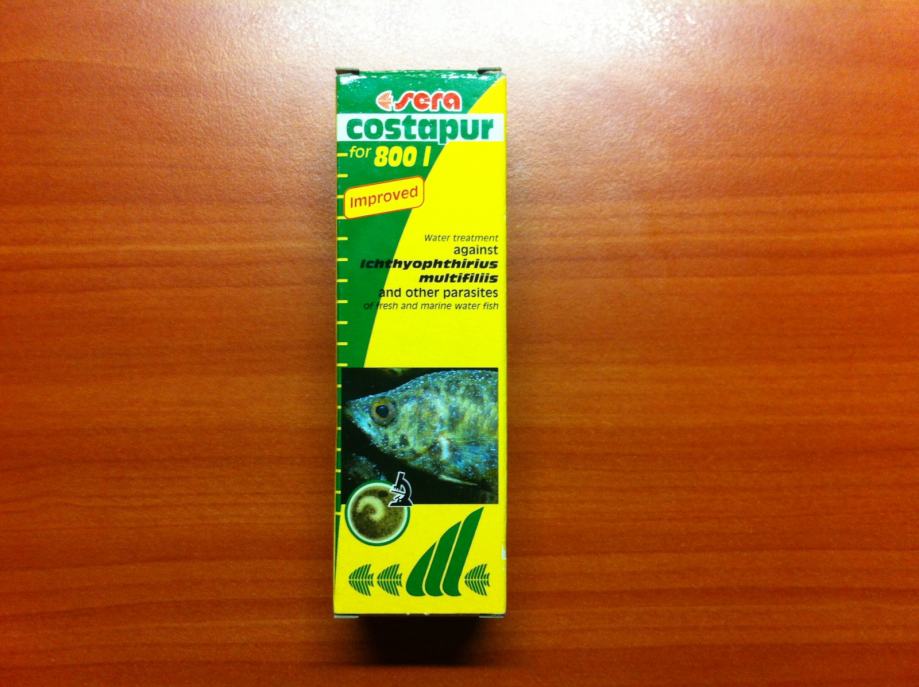 sera
costapur
for 800 l
Improved
Water treatment
against
Ichthyophthirius
multifiliis
and other parasites
of fresh and marine water fish